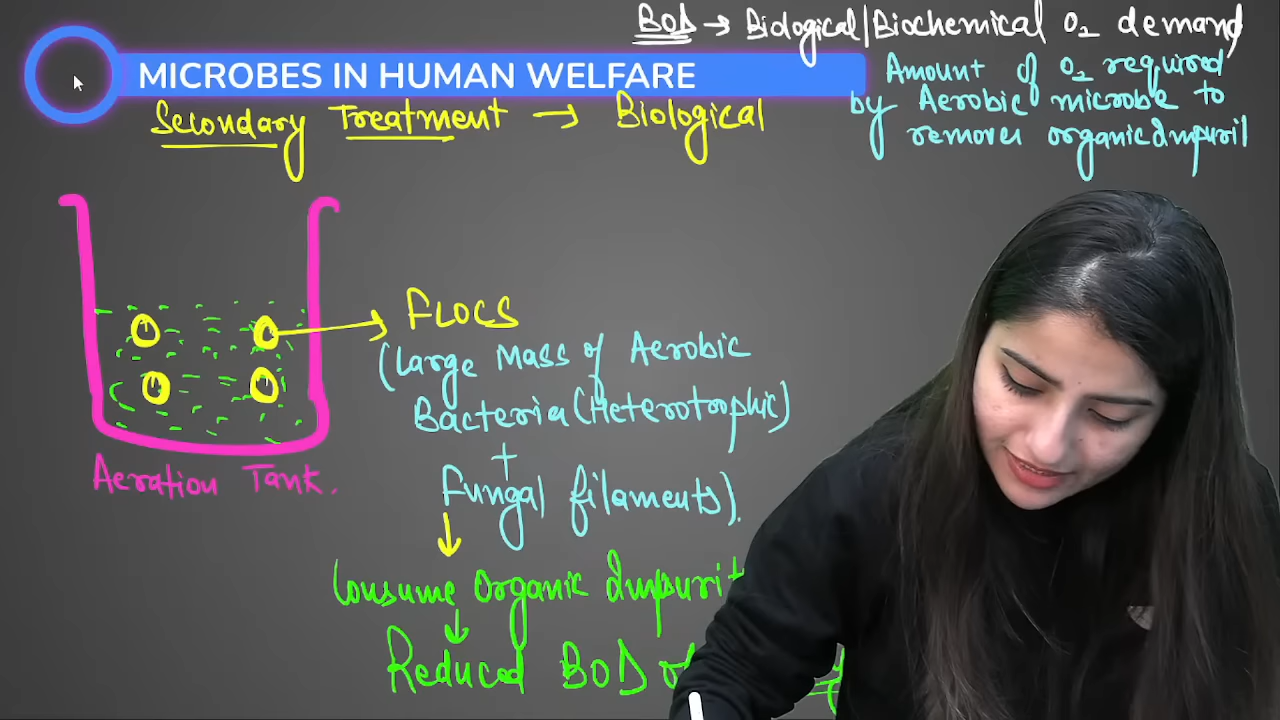 BOD → Biological/Biochemical O₂ demand
MICROBES IN HUMAN WELFARE
Amount of O₂ required
by Aerobic microbe to
remover organic Impuril
Secondary Treatment → Biological
FLOCS
(Large Mass of Aerobic
Bacteria (Heterotrophic)
+
Fungal filaments).
Aeration Tank.
Consume Organic Impurit
Reduced BOD of